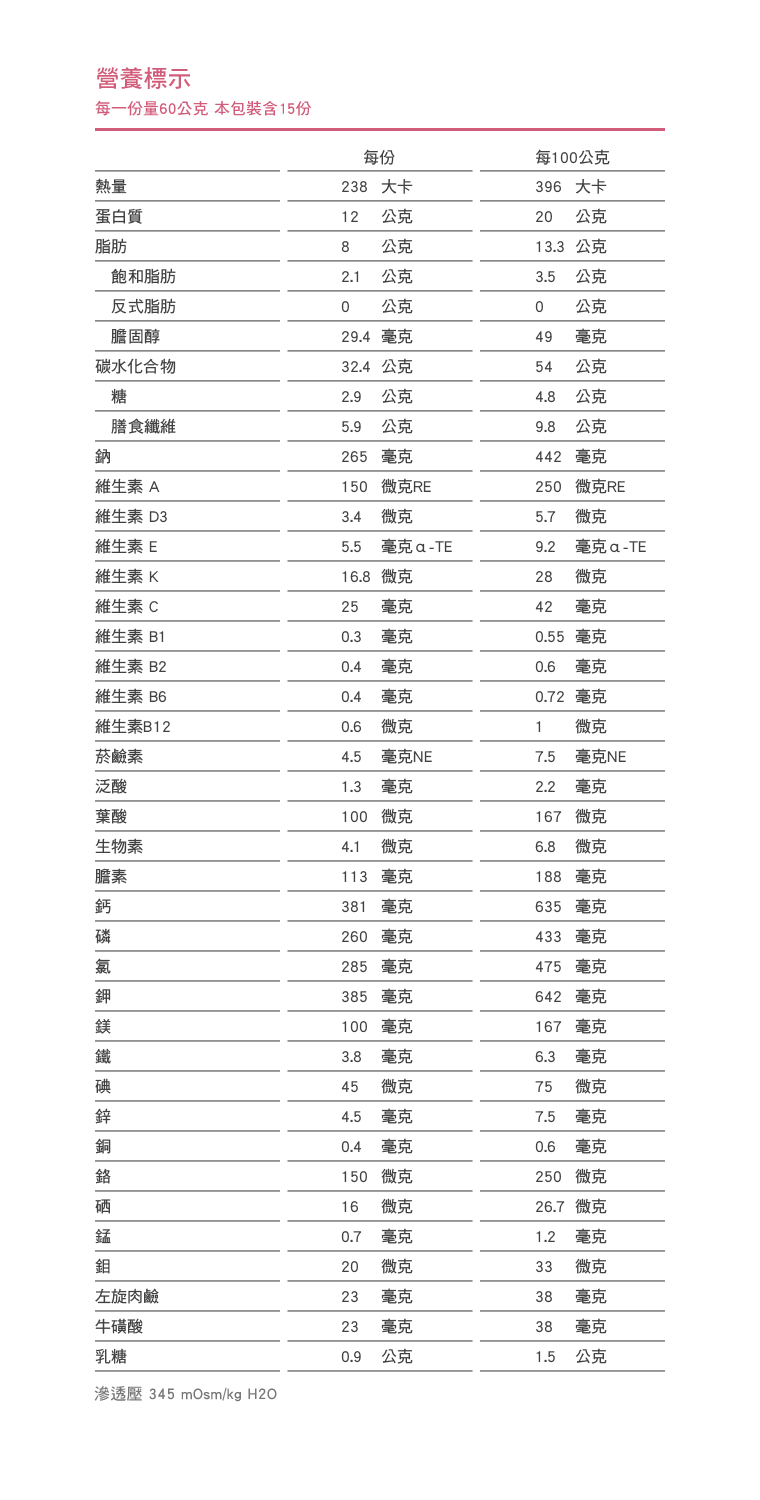 營養標示
每一份量60公克 本包裝含15份
每份 每100公克
熱量 238 大卡 396 大卡
蛋白質 12 公克 20 公克
脂肪 8 公克 13.3 公克
飽和脂肪 2.1 公克 3.5 公克
反式脂肪 0 公克 0 公克
膽固醇 29.4 毫克 49 毫克
碳水化合物 32.4 公克 54 公克
糖 2.9 公克 4.8 公克
膳食纖維 5.9 公克 9.8 公克
鈉 265 毫克 442 毫克
維生素 A 150 微克RE 250 微克RE
維生素 D3 3.4 微克 5.7 微克
維生素 E 5.5 毫克α-TE 9.2 毫克α-TE
維生素 K 16.8 微克 28 微克
維生素 C 25 毫克 42 毫克
維生素 B1 0.3 毫克 0.55 毫克
維生素 B2 0.4 毫克 0.6 毫克
維生素 B6 0.4 毫克 0.72 毫克
維生素B12 0.6 微克 1 微克
菸鹼素 4.5 毫克NE 7.5 毫克NE
泛酸 1.3 毫克 2.2 毫克
葉酸 100 微克 167 微克
生物素 4.1 微克 6.8 微克
膽素 113 毫克 188 毫克
鈣 381 毫克 635 毫克
磷 260 毫克 433 毫克
氯 285 毫克 475 毫克
鉀 385 毫克 642 毫克
鎂 100 毫克 167 毫克
鐵 3.8 毫克 6.3 毫克
碘 45 微克 75 微克
鋅 4.5 毫克 7.5 毫克
銅 0.4 毫克 0.6 毫克
鉻 150 微克 250 微克
硒 16 微克 26.7 微克
錳 0.7 毫克 1.2 毫克
鉬 20 微克 33 微克
左旋肉鹼 23 毫克 38 毫克
牛磺酸 23 毫克 38 毫克
乳糖 0.9 公克 1.5 公克
滲透壓 345 mOsm/kg H2O